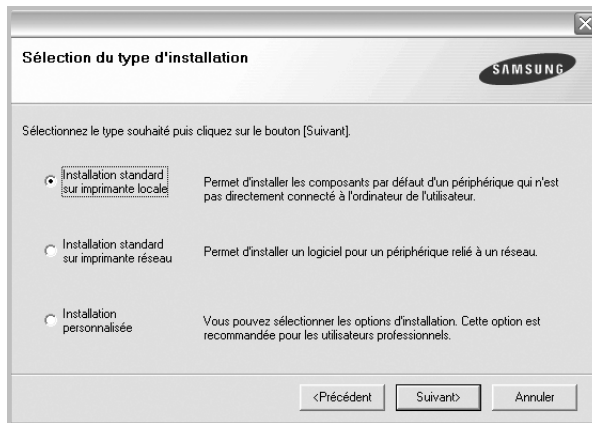 Sélection du type d'installation
SAMSUNG
Sélectionnez le type souhaité puis cliquez sur le bouton [Suivant].
Installation standard
sur imprimante locale
Permet d'installer les composants par défaut d'un périphérique qui n'est
pas directement connecté à l'ordinateur de l'utilisateur.
Installation standard
sur imprimante réseau
Permet d'installer un logiciel pour un périphérique relié à un réseau.
Installation
personnalisée
Vous pouvez sélectionner les options d'installation. Cette option est
recommandée pour les utilisateurs professionnels.
<Précédent
Suivant>
Annuler